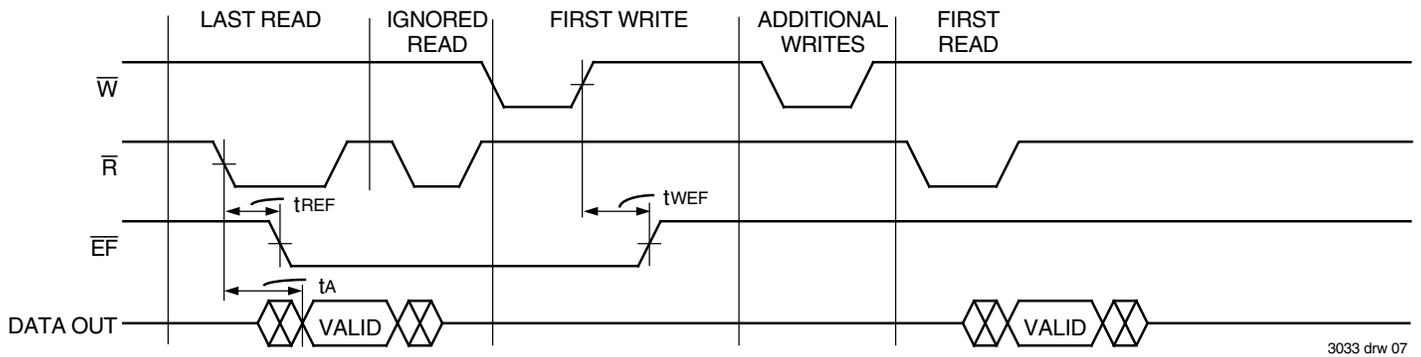 LAST READ
IGNORED
READ
FIRST WRITE
ADDITIONAL
WRITES
FIRST
READ
W̅
R̅
tREF
tWEF
E̅F̅
tA
DATA OUT
VALID
VALID
3033 drw 07